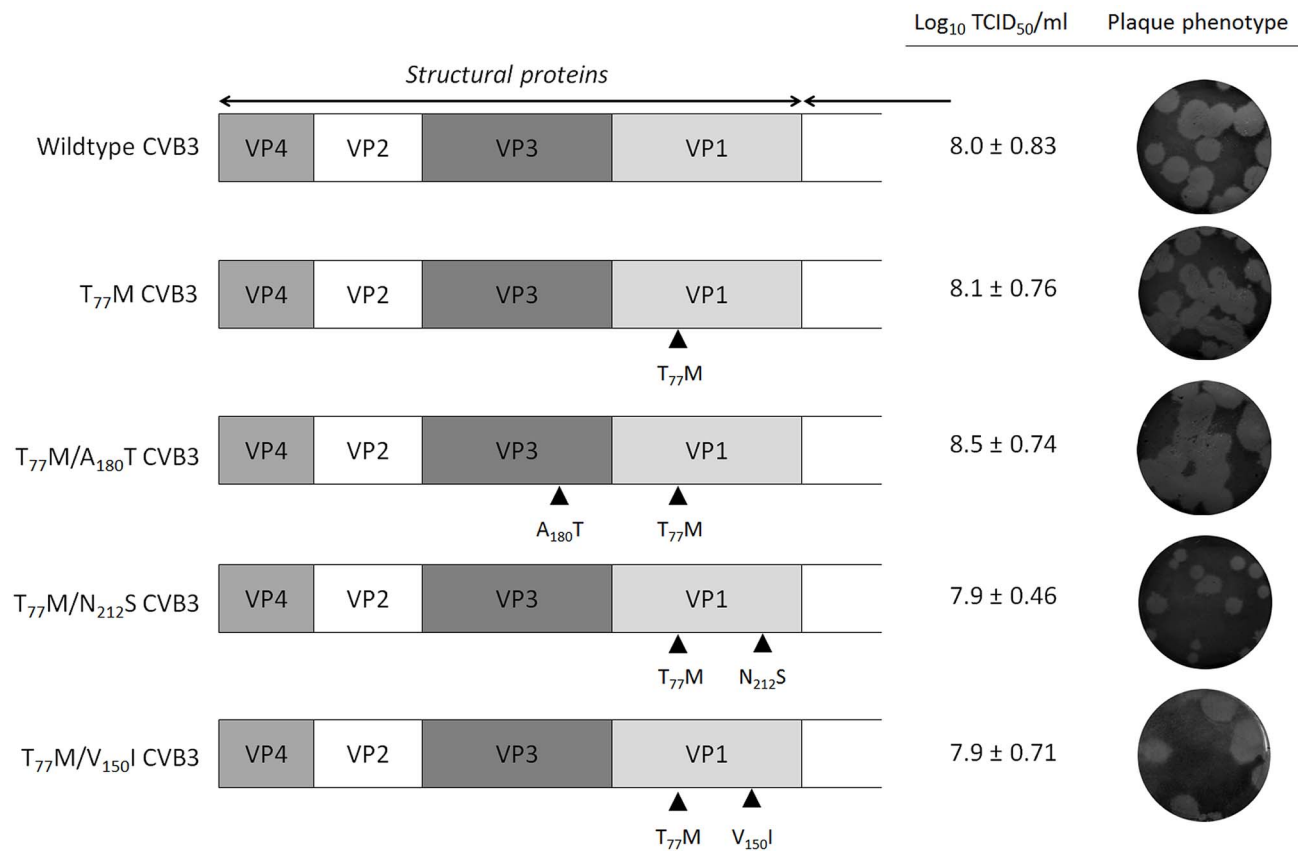 Log₁₀ TCID₅₀/ml Plaque phenotype
Structural proteins
Wildtype CVB3 VP4 VP2 VP3 VP1 8.0 ± 0.83
T₇₇M CVB3 VP4 VP2 VP3 VP1 8.1 ± 0.76
T₇₇M
T₇₇M/A₁₈₀T CVB3 VP4 VP2 VP3 VP1 8.5 ± 0.74
A₁₈₀T T₇₇M
T₇₇M/N₂₁₂S CVB3 VP4 VP2 VP3 VP1 7.9 ± 0.46
T₇₇M N₂₁₂S
T₇₇M/V₁₅₀I CVB3 VP4 VP2 VP3 VP1 7.9 ± 0.71
T₇₇M V₁₅₀I